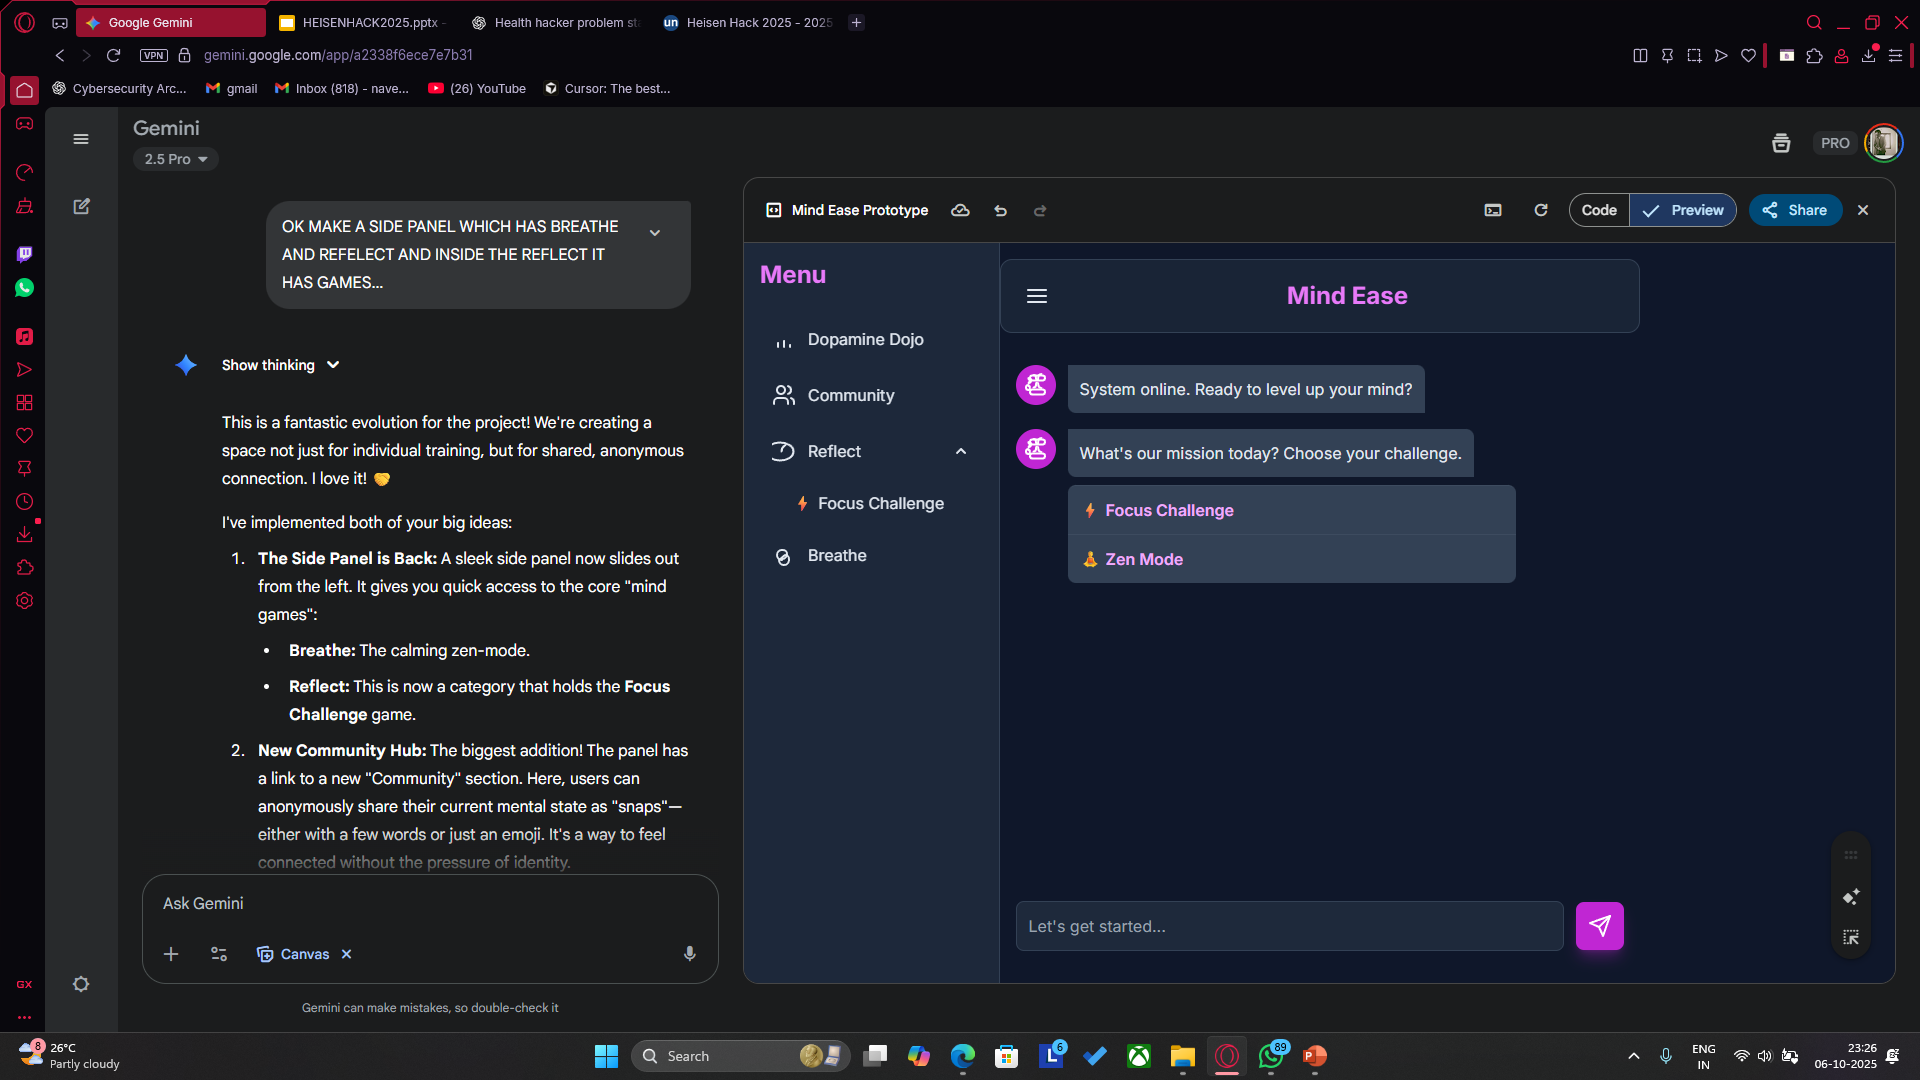 Google Gemini
HEISENHACK2025.pptx -
Health hacker problem sta
un Heisen Hack 2025 - 2025
VPN
gemini.google.com/app/a2338f6ece7e7b31
Cybersecurity Arc...
gmail
Inbox (818) - nave...
(26) YouTube
Cursor: The best...
Gemini
2.5 Pro
PRO
OK MAKE A SIDE PANEL WHICH HAS BREATHE
AND REFELECT AND INSIDE THE REFLECT IT
HAS GAMES...
Show thinking
This is a fantastic evolution for the project! We're creating a
space not just for individual training, but for shared, anonymous
connection. I love it! 🤝
I've implemented both of your big ideas:
1. The Side Panel is Back: A sleek side panel now slides out
from the left. It gives you quick access to the core "mind
games":
• Breathe: The calming zen-mode.
• Reflect: This is now a category that holds the Focus
Challenge game.
2. New Community Hub: The biggest addition! The panel has
a link to a new "Community" section. Here, users can
anonymously share their current mental state as "snaps"—
either with a few words or just an emoji. It's a way to feel
connected without the pressure of identity.
Ask Gemini
Canvas
Gemini can make mistakes, so double-check it
GX
Mind Ease Prototype
Code
Preview
Share
Menu
Dopamine Dojo
Community
Reflect
Focus Challenge
Breathe
Mind Ease
System online. Ready to level up your mind?
What's our mission today? Choose your challenge.
Focus Challenge
Zen Mode
Let's get started...
8
26°C
Partly cloudy
Search
L
6
89
P
ENG
IN
23:26
06-10-2025